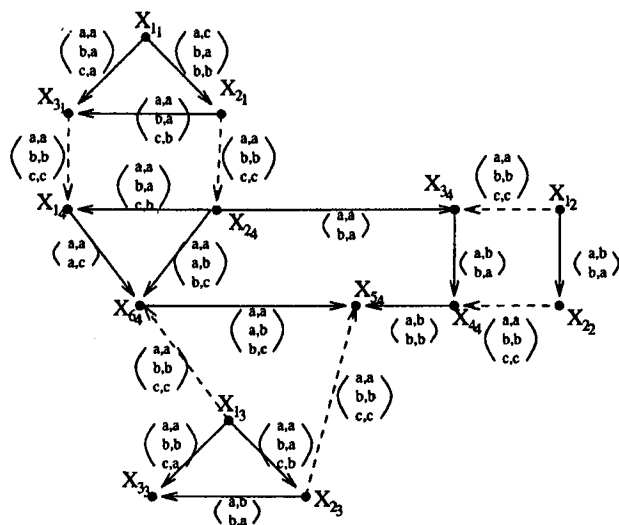 X11
a,a
b,a
c,a
a,c
b,a
b,b
X31
X21
a,a
b,a
c,b
a,a
b,b
c,c
a,a
b,b
c,c
a,a
b,a
c,b
X14
X24
X34
a,a
b,b
c,c
X12
a,a
b,a
a,a
a,c
a,a
a,b
b,c
a,b
b,a
a,b
b,a
X64
X54
X44
X22
a,a
a,b
b,c
a,b
b,b
a,a
b,b
c,c
a,a
b,b
c,c
a,a
b,b
c,c
X13
a,a
b,b
c,a
a,a
b,a
c,b
X33
X23
a,b
b,a